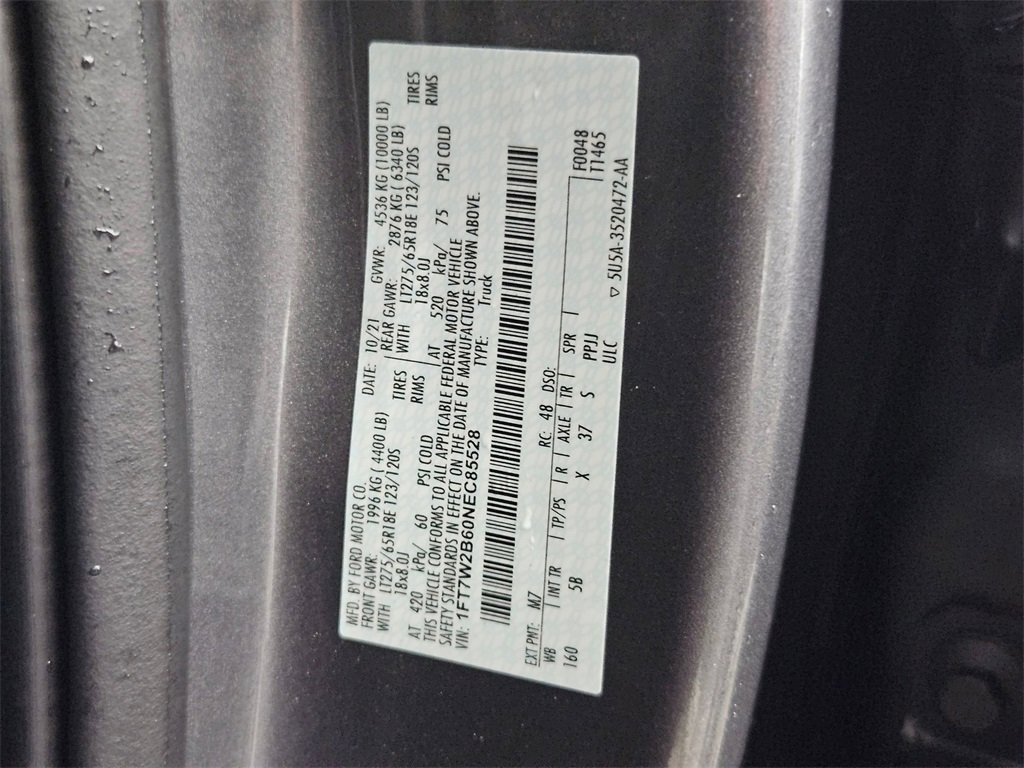 MFD. BY FORD MOTOR CO. DATE: 10/21 GVWR: 4536 KG (10000 LB)
FRONT GAWR: 1996 KG ( 4400 LB) REAR GAWR: 2876 KG ( 6340 LB)
WITH LT275/65R18E 123/120S TIRES WITH LT275/65R18E 123/120S TIRES
18x8.0J RIMS 18x8.0J RIMS
AT 420 kPa/ 60 PSI COLD AT 520 kPa/ 75 PSI COLD
THIS VEHICLE CONFORMS TO ALL APPLICABLE FEDERAL MOTOR VEHICLE
SAFETY STANDARDS IN EFFECT ON THE DATE OF MANUFACTURE SHOWN ABOVE.
VIN: 1FT7W2B60NEC85528 TYPE: Truck
EXT PNT: M7 RC: 48 DSO: F0048
WB INT TR TP/PS R AXLE TR SPR T1465
160 5B X 37 S PPJJ
ULC ▽ 5U5A-3520472-AA